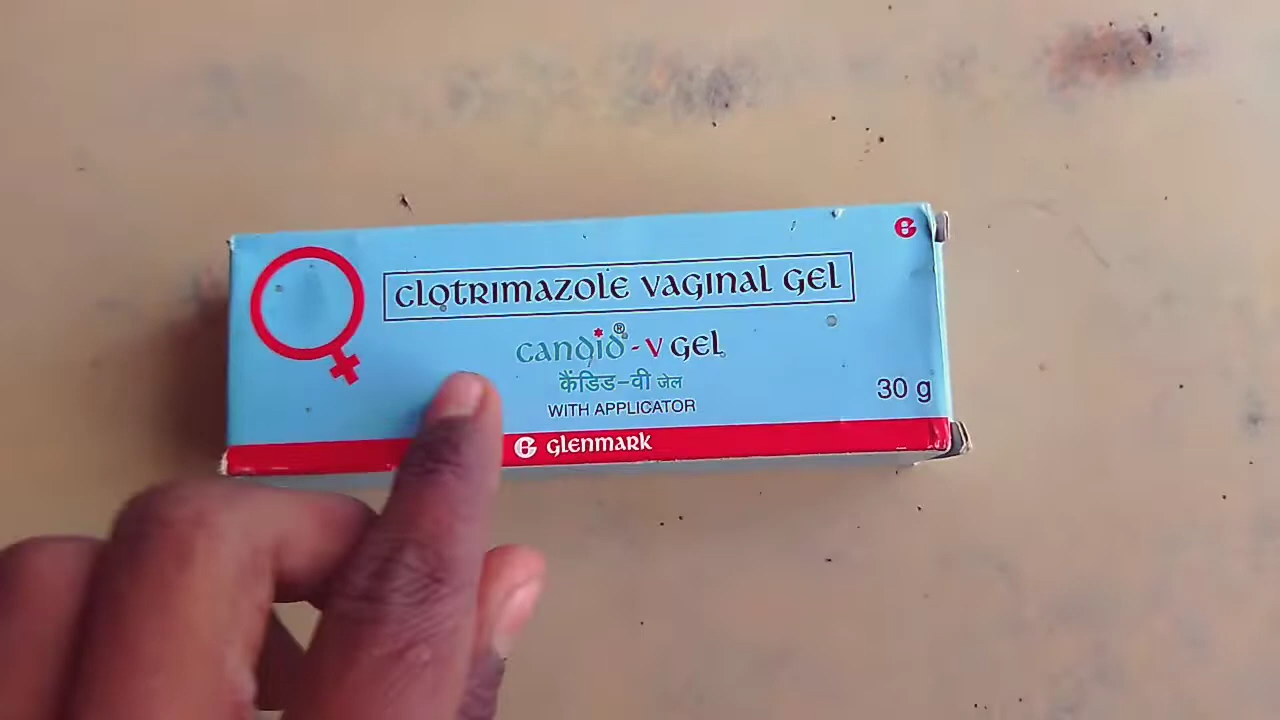 CLOTRIMAZOLE VAGINAL GEL
Candid®-V GEL
कैंडिड-वी जेल
WITH APPLICATOR
30 g
GLENMARK